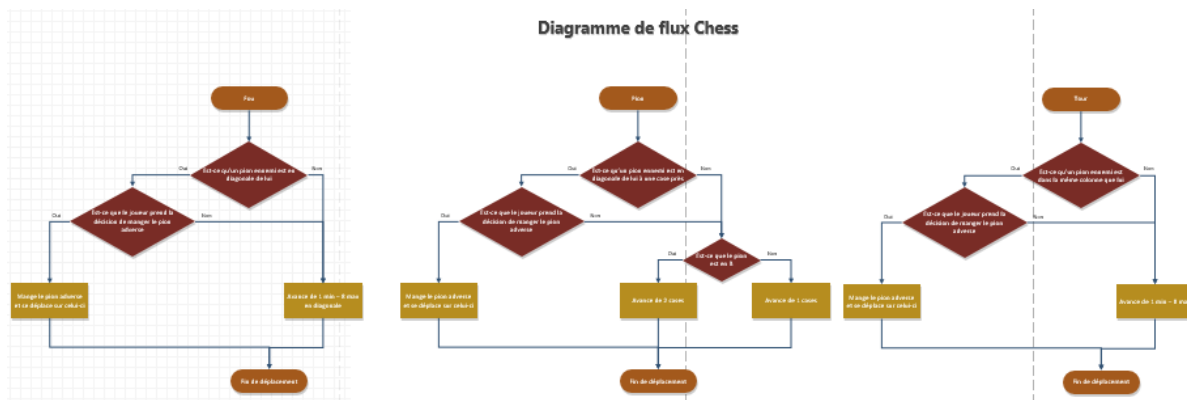 Diagramme de flux Chess
Fou
Est-ce qu'un pion ennemi est en
diagonale de lui
Oui
Non
Est-ce que le joueur prend la
décision de manger le pion
adverse
Oui
Non
Mange le pion adverse
et se déplace sur celui-ci
Avance de 1 min – 8 max
en diagonale
Fin de déplacement
Pion
Est-ce qu'un pion ennemi est en
diagonale de lui à une case près
Oui
Non
Est-ce que le joueur prend la
décision de manger le pion
adverse
Oui
Non
Est-ce que le pion
est en
Oui
Non
Mange le pion adverse
et se déplace sur celui-ci
Avance de 2 cases
Avance de 1 cases
Fin de déplacement
Tour
Est-ce qu'un pion ennemi est
dans la même colonne que lui
Oui
Non
Est-ce que le joueur prend la
décision de manger le pion
adverse
Oui
Non
Mange le pion adverse
et se déplace sur celui-ci
Avance de 1 min – 8 ma
Fin de déplacement